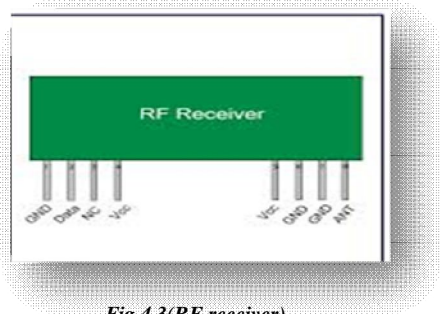 RF Receiver
GND Data NC Vcc Vcc GND GND ANT
Fig 4.3(RF receiver)